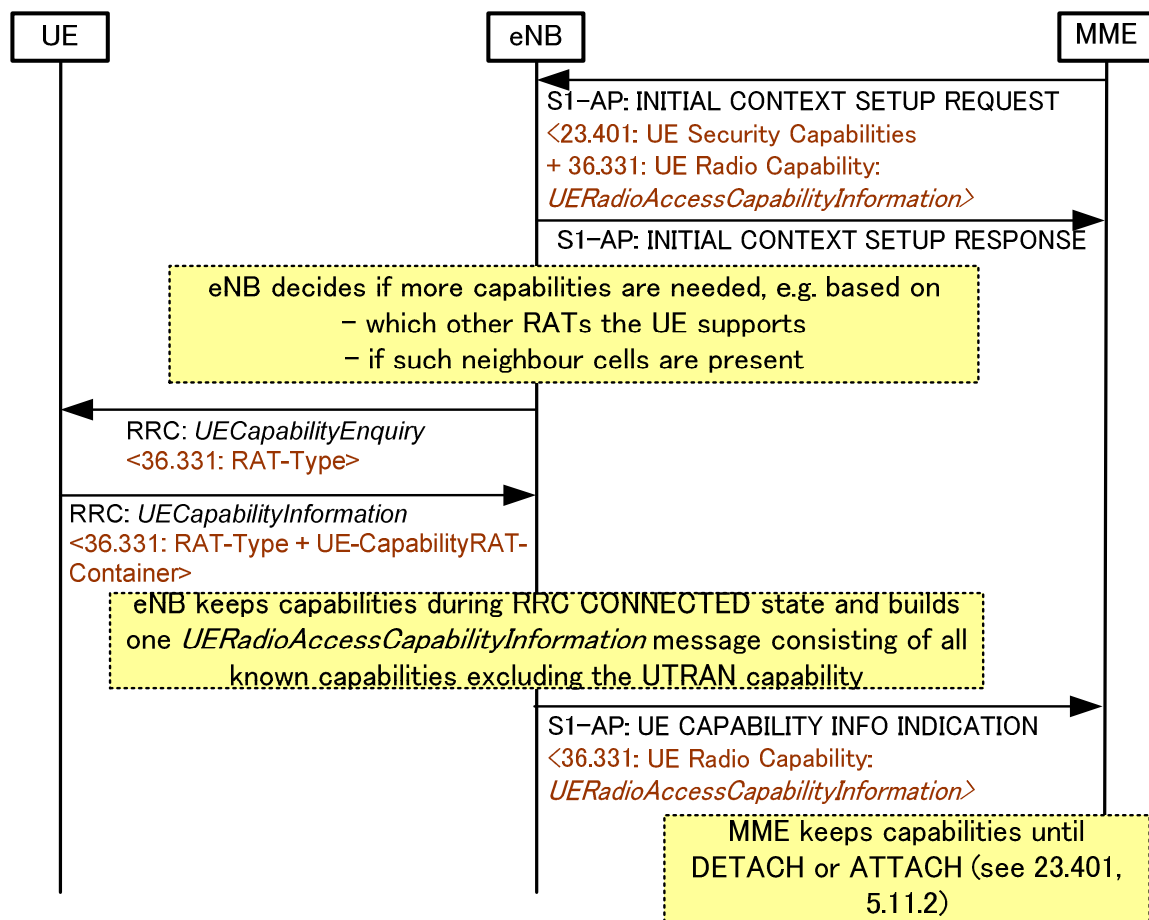 UE
eNB
MME
S1-AP: INITIAL CONTEXT SETUP REQUEST
<23.401: UE Security Capabilities
+ 36.331: UE Radio Capability:
UERadioAccessCapabilityInformation>
S1-AP: INITIAL CONTEXT SETUP RESPONSE
eNB decides if more capabilities are needed, e.g. based on
- which other RATs the UE supports
- if such neighbour cells are present
RRC: UECapabilityEnquiry
<36.331: RAT-Type>
RRC: UECapabilityInformation
<36.331: RAT-Type + UE-CapabilityRAT-
Container>
eNB keeps capabilities during RRC CONNECTED state and builds
one UERadioAccessCapabilityInformation message consisting of all
known capabilities excluding the UTRAN capability
S1-AP: UE CAPABILITY INFO INDICATION
<36.331: UE Radio Capability:
UERadioAccessCapabilityInformation>
MME keeps capabilities until
DETACH or ATTACH (see 23.401,
5.11.2)